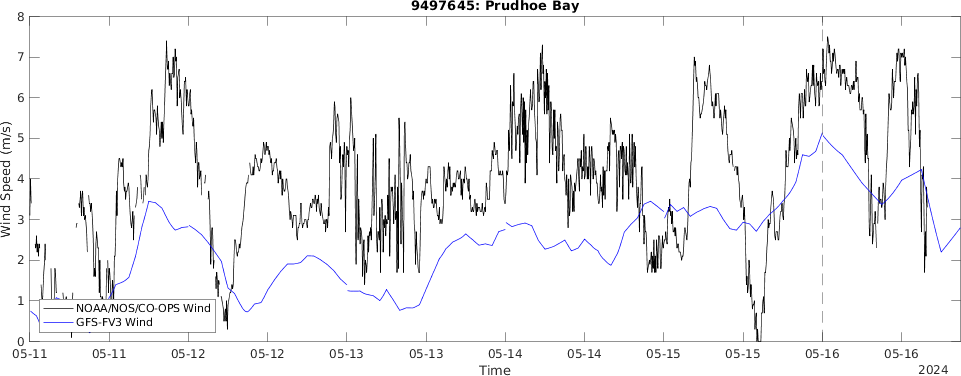 9497645: Prudhoe Bay
8
7
6
5
4
3
2
1
0
Wind Speed (m/s)
NOAA/NOS/CO-OPS Wind
GFS-FV3 Wind
05-11 05-11 05-12 05-12 05-13 05-13 05-14 05-14 05-15 05-15 05-16 05-16
Time
2024